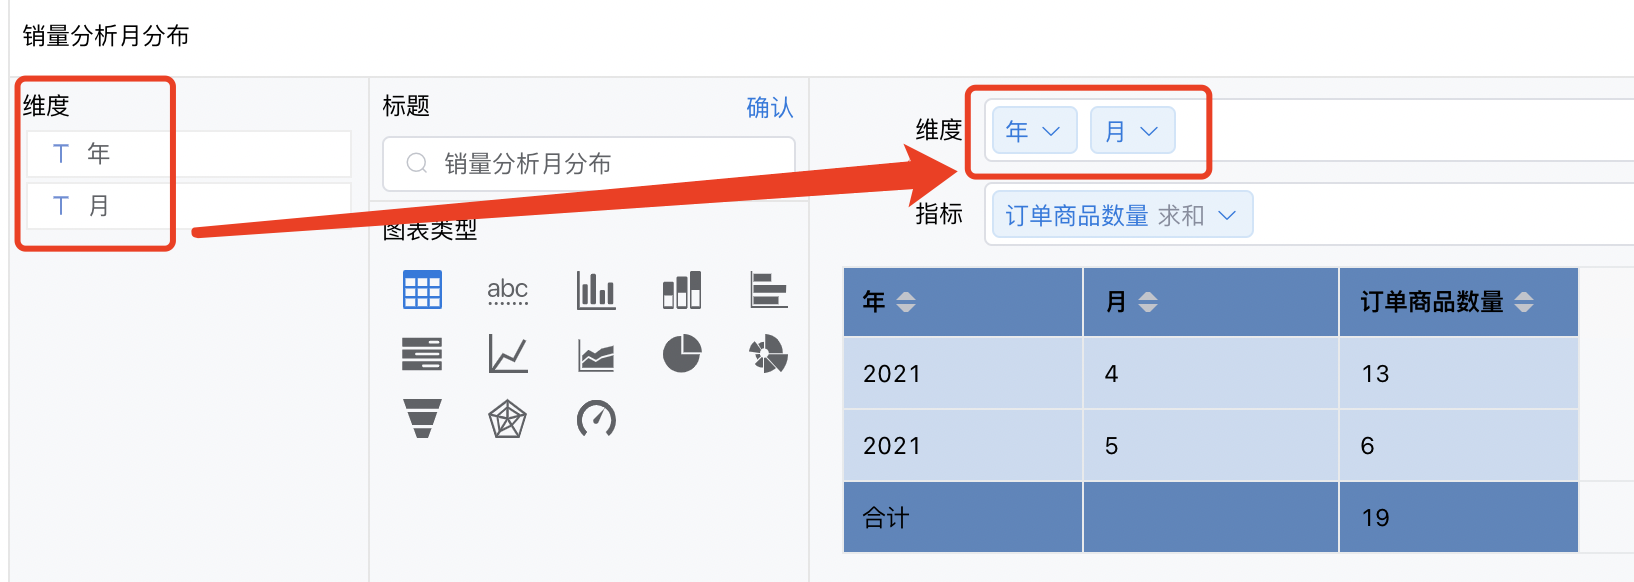 销量分析月分布
维度
T 年
T 月
标题 确认
销量分析月分布
图表类型
abc
维度 年 月
指标 订单商品数量 求和
年 月 订单商品数量
2021 4 13
2021 5 6
合计 19